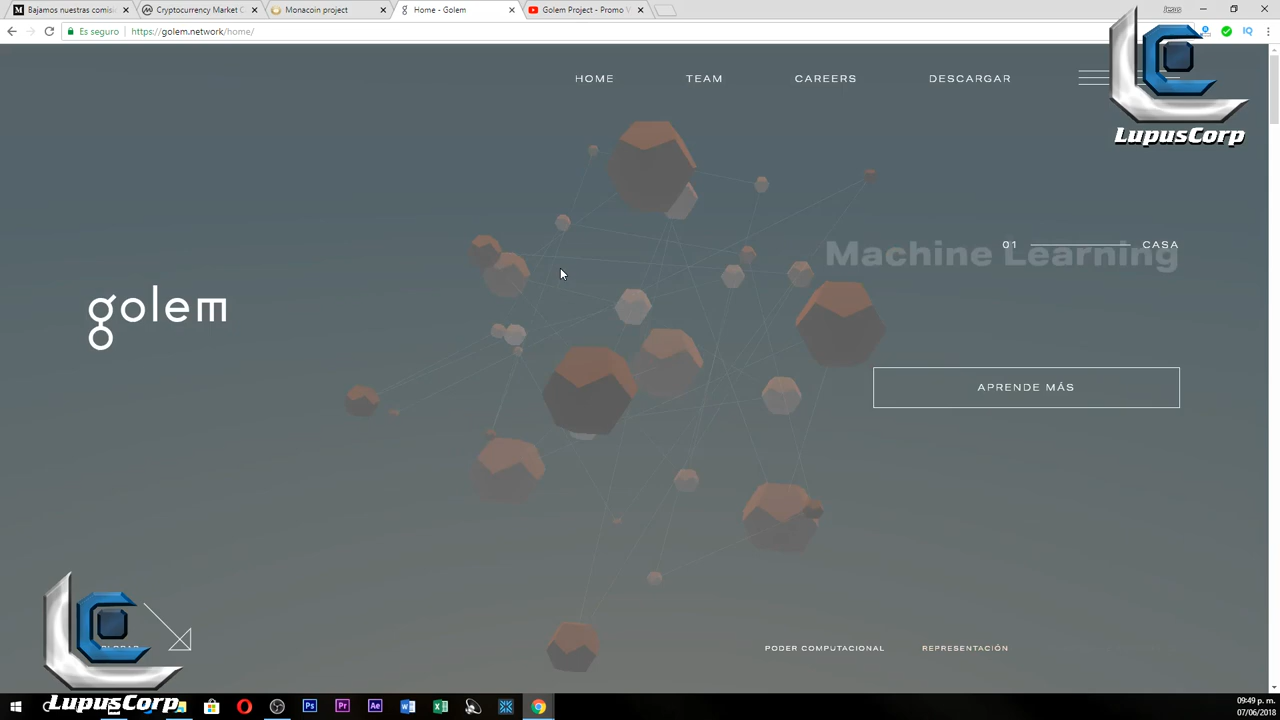 Bajamos nuestras comisi
Cryptocurrency Market C
Monacoin project
Home - Golem
Golem Project - Promo V
Jesus
Es seguro
https://golem.network/home/
HOME
TEAM
CAREERS
DESCARGAR
LupusCorp
01
CASA
Machine Learning
golem
APRENDE MÁS
PODER COMPUTACIONAL
REPRESENTACIÓN
LupusCorp
09:49 p. m.
07/06/2018